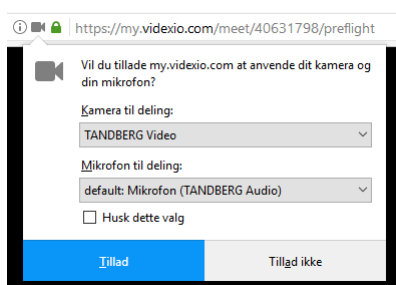 https://my.videxio.com/meet/40631798/preflight
Vil du tillade my.videxio.com at anvende dit kamera og
din mikrofon?
Kamera til deling:
TANDBERG Video
Mikrofon til deling:
default: Mikrofon (TANDBERG Audio)
Husk dette valg
Tillad
Tillad ikke